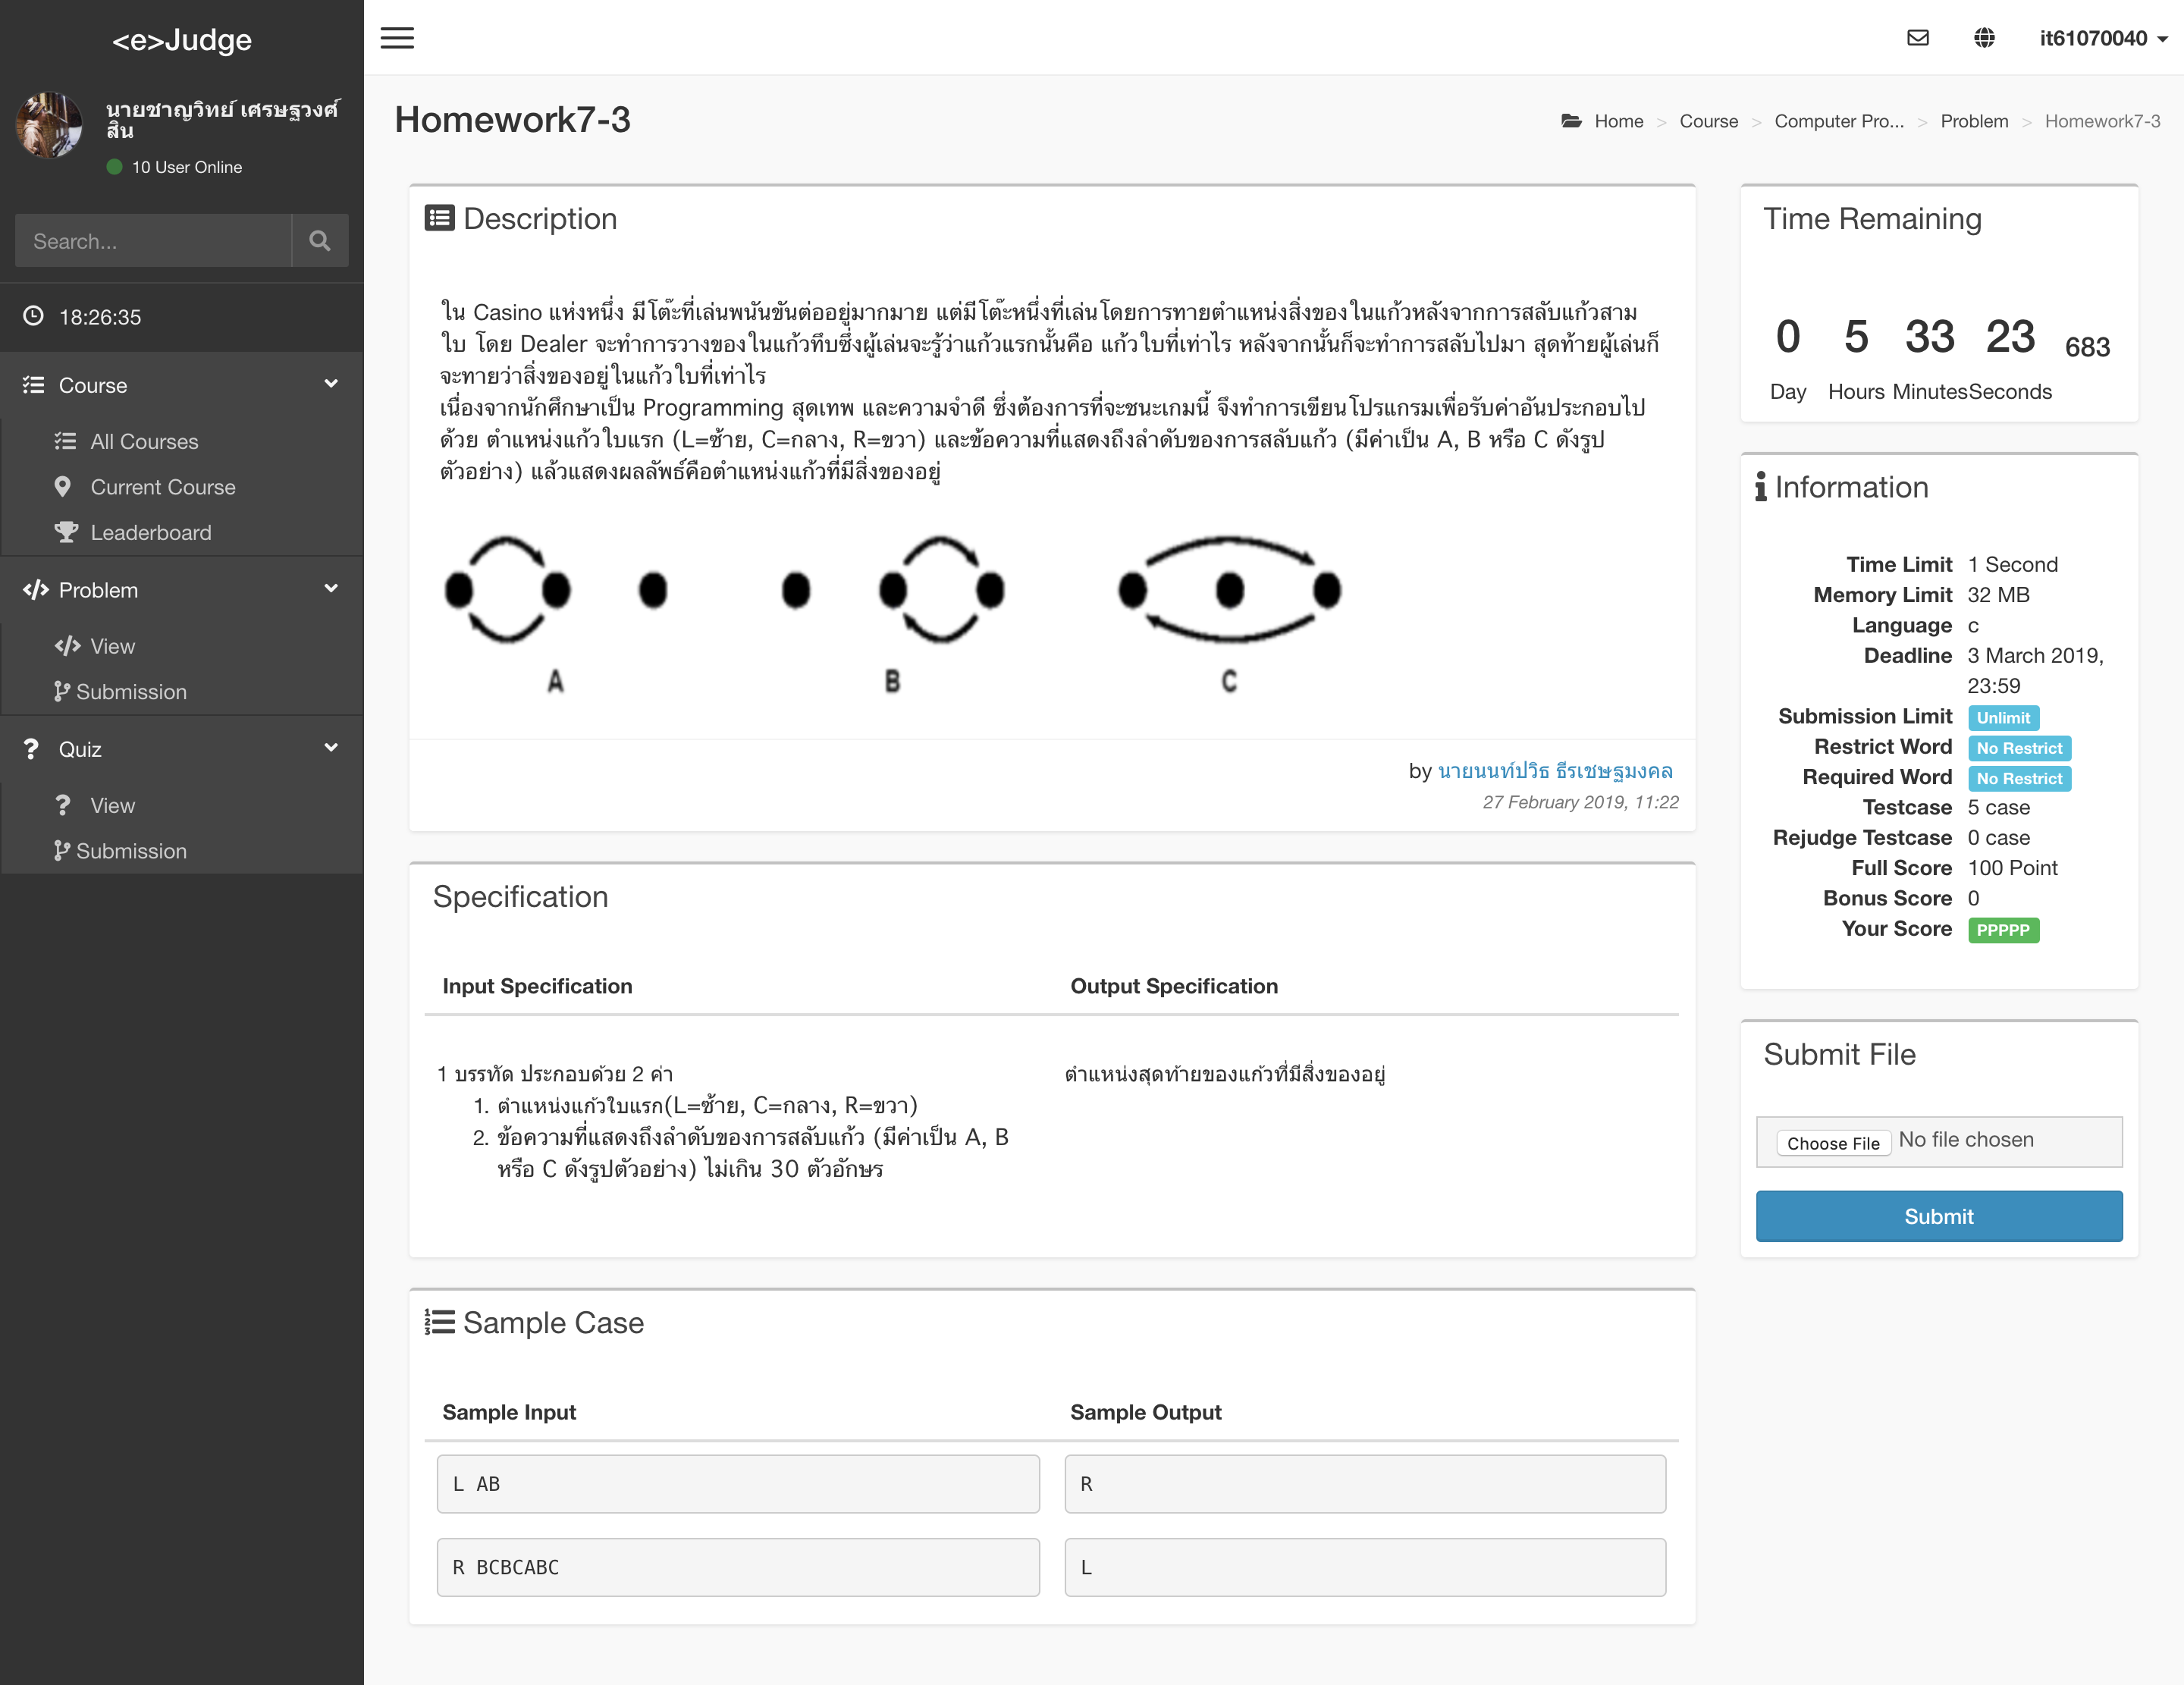 <e>Judge
นายชาญวิทย์ เศรษฐวงศ์
สิน
10 User Online
Search...
18:26:35
Course
All Courses
Current Course
Leaderboard
Problem
View
Submission
Quiz
View
Submission
it61070040
Homework7-3
Home > Course > Computer Pro... > Problem > Homework7-3
Description
ใน Casino แห่งหนึ่ง มีโต๊ะที่เล่นพนันขันต่ออยู่มากมาย แต่มีโต๊ะหนึ่งที่เล่นโดยการทายตำแหน่งสิ่งของในแก้วหลังจากการสลับแก้วสาม
ใบ โดย Dealer จะทำการวางของในแก้วทึบซึ่งผู้เล่นจะรู้ว่าแก้วแรกนั้นคือ แก้วใบที่เท่าไร หลังจากนั้นก็จะทำการสลับไปมา สุดท้ายผู้เล่นก็
จะทายว่าสิ่งของอยู่ในแก้วใบที่เท่าไร
เนื่องจากนักศึกษาเป็น Programming สุดเทพ และความจำดี ซึ่งต้องการที่จะชนะเกมนี้ จึงทำการเขียนโปรแกรมเพื่อรับค่าอันประกอบไป
ด้วย ตำแหน่งแก้วใบแรก (L=ซ้าย, C=กลาง, R=ขวา) และข้อความที่แสดงถึงลำดับของการสลับแก้ว (มีค่าเป็น A, B หรือ C ดังรูป
ตัวอย่าง) แล้วแสดงผลลัพธ์คือตำแหน่งแก้วที่มีสิ่งของอยู่
A B C
by นายนนท์ปวิธ ธีรเชษฐมงคล
27 February 2019, 11:22
Specification
Input Specification
Output Specification
1 บรรทัด ประกอบด้วย 2 ค่า
1. ตำแหน่งแก้วใบแรก(L=ซ้าย, C=กลาง, R=ขวา)
2. ข้อความที่แสดงถึงลำดับของการสลับแก้ว (มีค่าเป็น A, B
หรือ C ดังรูปตัวอย่าง) ไม่เกิน 30 ตัวอักษร
ตำแหน่งสุดท้ายของแก้วที่มีสิ่งของอยู่
Sample Case
Sample Input
Sample Output
L AB
R
R BCBCABC
L
Time Remaining
0 5 33 23 683
Day Hours Minutes Seconds
Information
Time Limit 1 Second
Memory Limit 32 MB
Language c
Deadline 3 March 2019,
23:59
Submission Limit Unlimit
Restrict Word No Restrict
Required Word No Restrict
Testcase 5 case
Rejudge Testcase 0 case
Full Score 100 Point
Bonus Score 0
Your Score PPPPP
Submit File
Choose File No file chosen
Submit